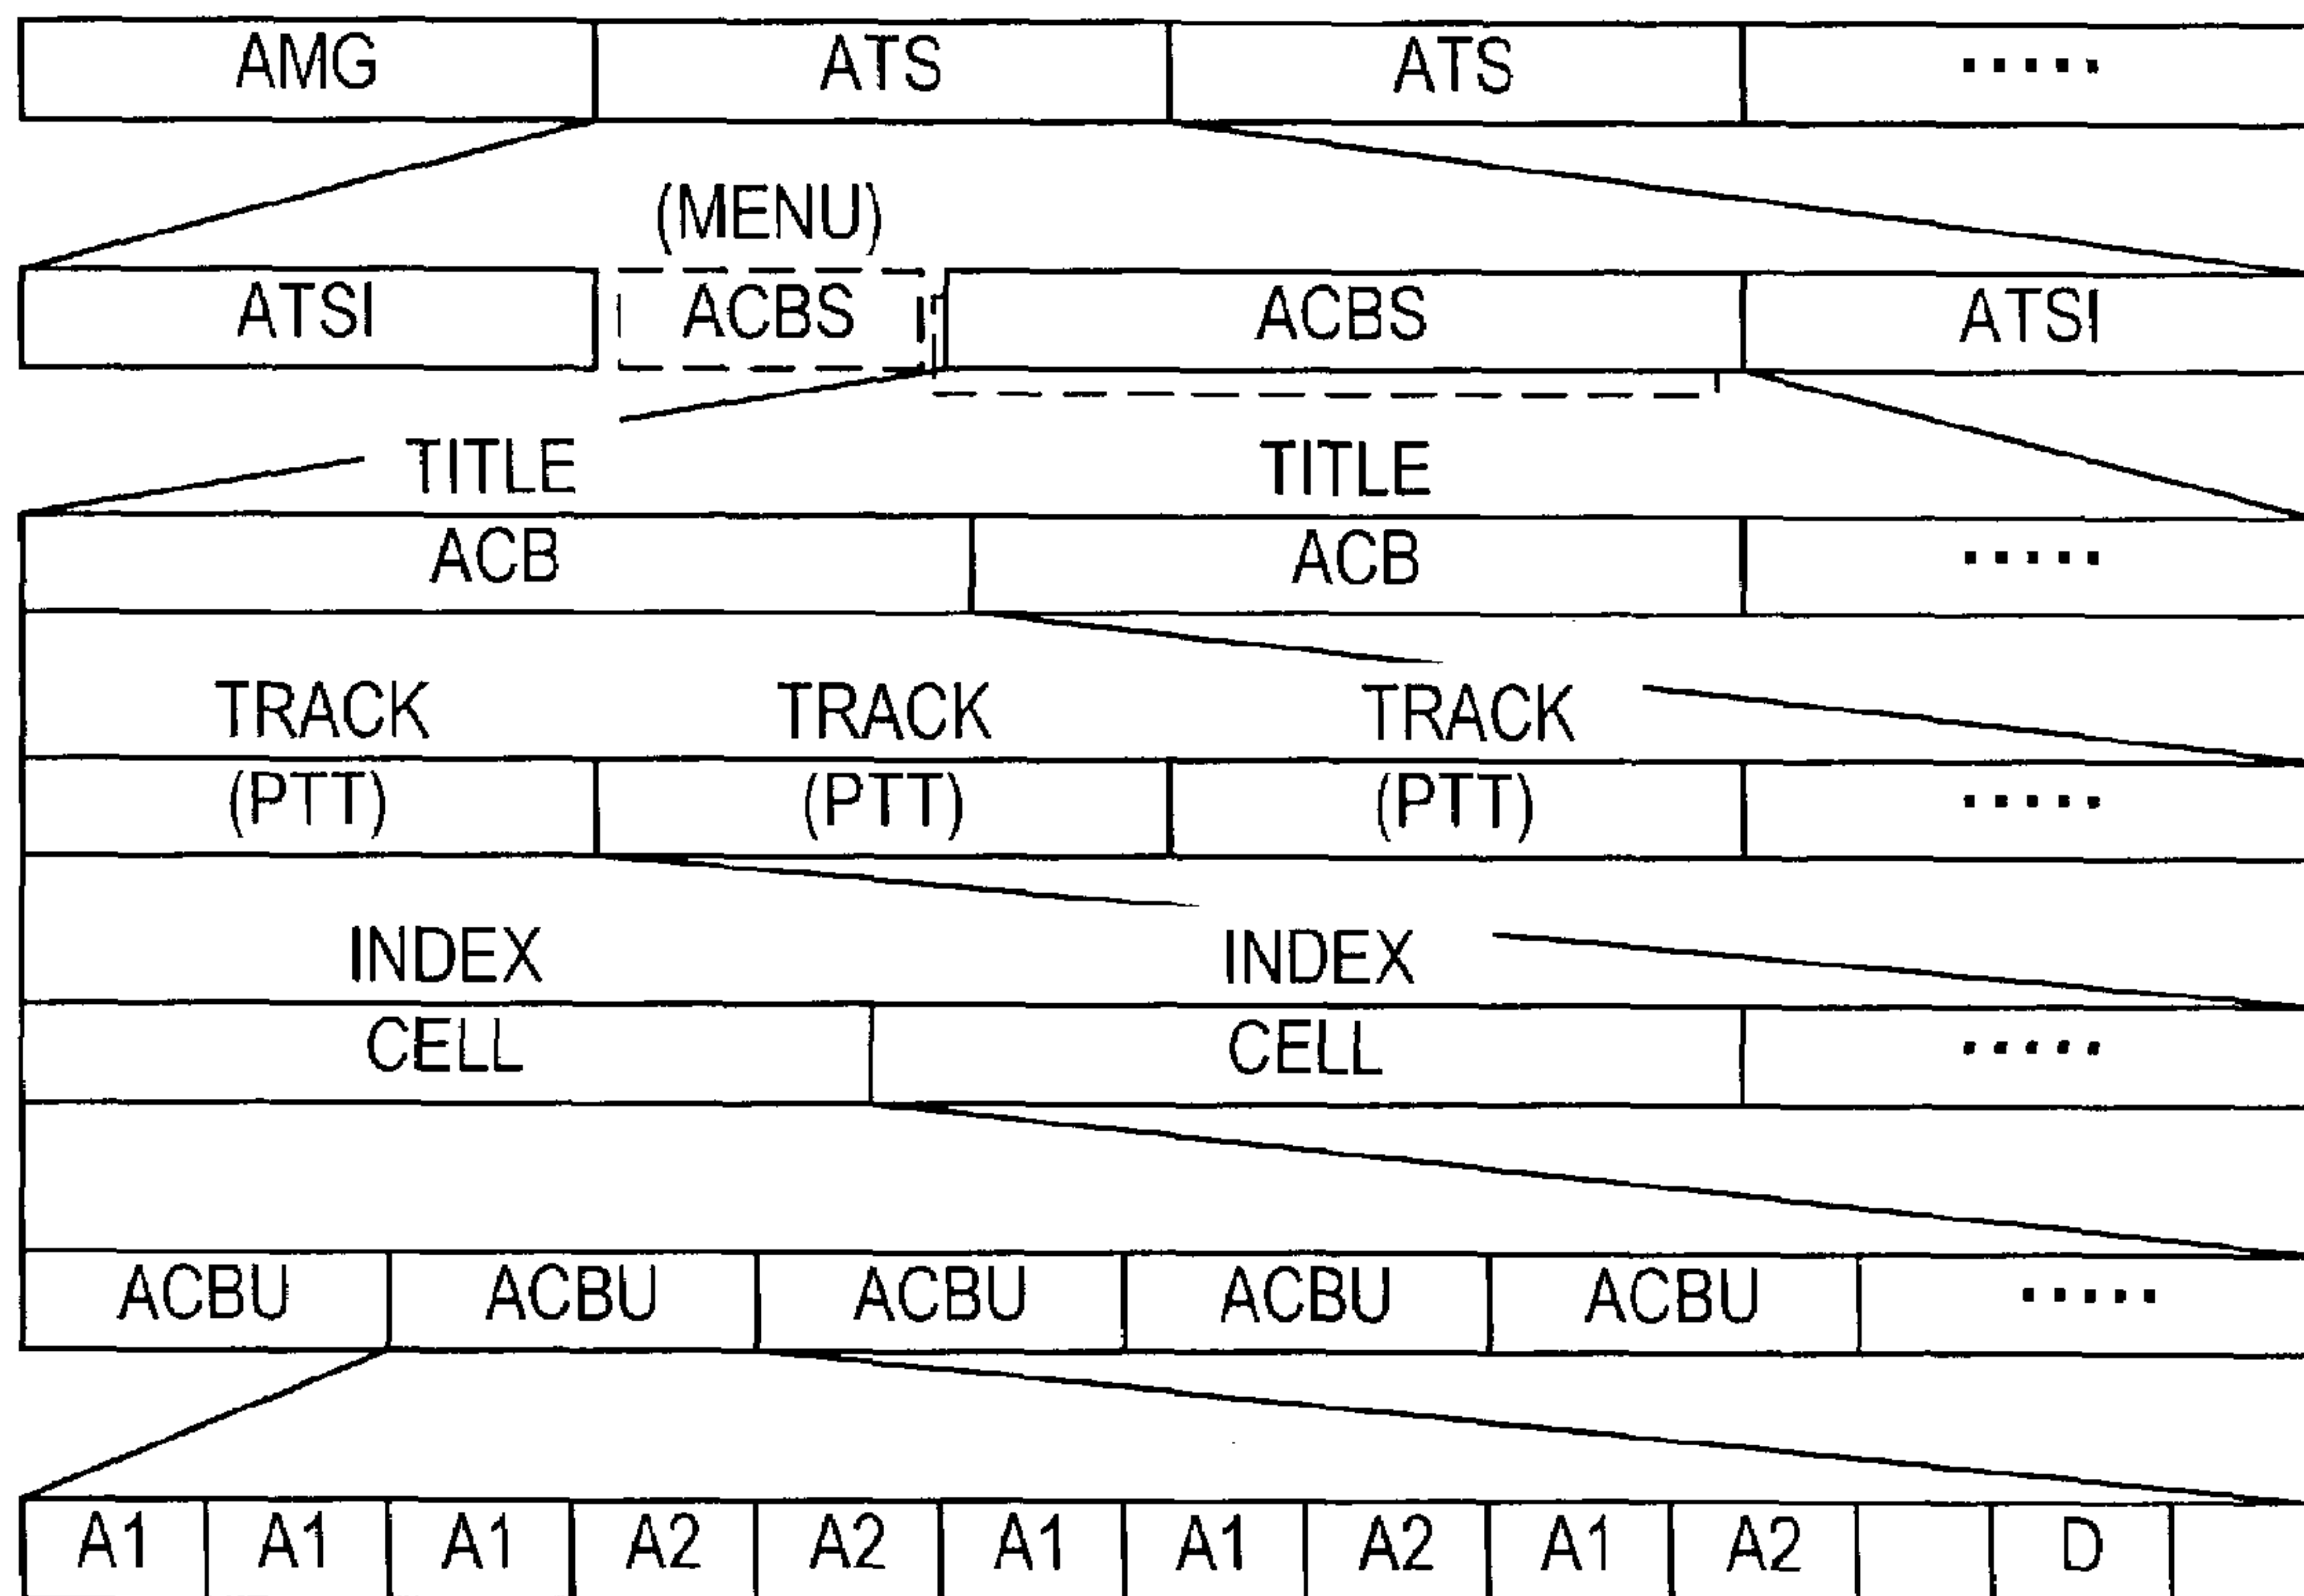 AMG ATS ATS .....
(MENU)
ATSI ACBS ACBS ATSI
TITLE TITLE
ACB ACB .....
TRACK TRACK TRACK
(PTT) (PTT) (PTT) .....
INDEX INDEX
CELL CELL .....
ACBU ACBU ACBU ACBU ACBU .....
A1 A1 A1 A2 A2 A1 A1 A2 A1 A2 D